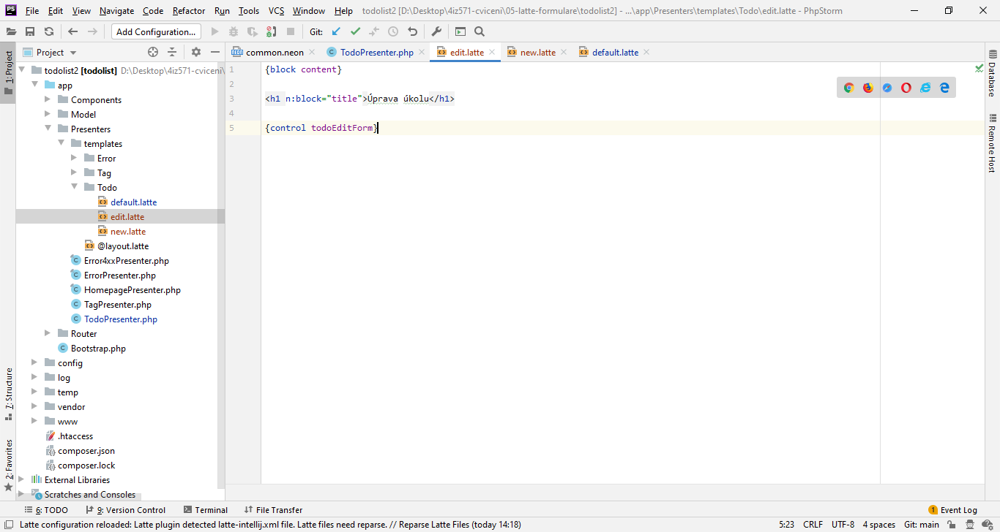 PS File Edit View Navigate Code Refactor Run Tools VCS Window Help todolist2 [D:\Desktop\4iz571-cviceni\05-latte-formulare\todolist2] - ...\app\Presenters\templates\Todo\edit.latte - PhpStorm
Add Configuration... Git:
Project common.neon TodoPresenter.php edit.latte new.latte default.latte
1: Project
todolist2 [todolist] D:\Desktop\4iz571-cviceni\
app
Components
Model
Presenters
templates
Error
Tag
Todo
default.latte
edit.latte
new.latte
@layout.latte
Error4xxPresenter.php
ErrorPresenter.php
HomepagePresenter.php
TagPresenter.php
TodoPresenter.php
Router
Bootstrap.php
config
log
temp
vendor
www
.htaccess
composer.json
composer.lock
External Libraries
Scratches and Consoles
7: Structure
2: Favorites
1 {block content}
2
3 <h1 n:block="title">Úprava úkolu</h1>
4
5 {control todoEditForm}
Database
Remote Host
6: TODO 9: Version Control Terminal File Transfer 1 Event Log
Latte configuration reloaded: Latte plugin detected latte-intellij.xml file. Latte files need reparse. // Reparse Latte Files (today 14:18) 5:23 CRLF UTF-8 4 spaces Git: main